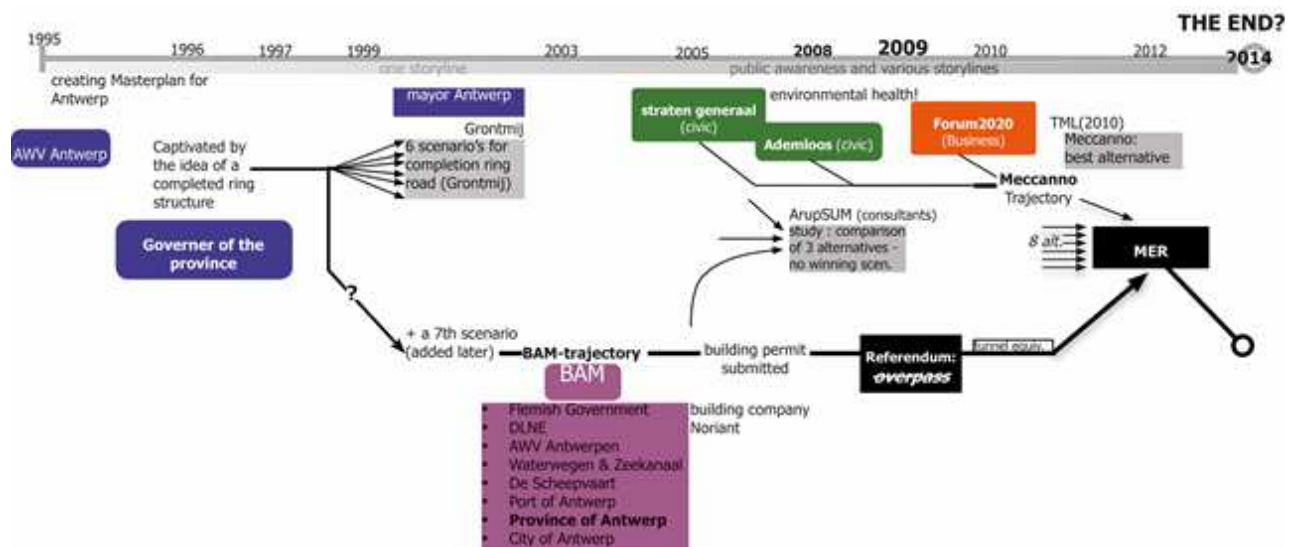 THE END?
1995
1996
1997
1999
2003
2005
2008
2009
2010
2012
2014
one storyline
public awareness and various storylines
creating Masterplan for
Antwerp
AWV Antwerp
Captivated by
the idea of a
completed ring
structure
Governer of the
province
mayor Antwerp
Grontmij
6 scenario's for
completion ring
road (Grontmij)
?
+ a 7th scenario
(added later)
BAM-trajectory
BAM
• Flemish Government
• DLNE
• AWV Antwerpen
• Waterwegen & Zeekanaal
• De Scheepvaart
• Port of Antwerp
• Province of Antwerp
• City of Antwerp
building company
Noriant
building permit
submitted
straten generaal
(civic)
environmental health!
Ademloos (civic)
ArupSUM (consultants)
study : comparison
of 3 alternatives -
no winning scen.
Forum2020
(Business)
TML(2010)
Meccanno:
best alternative
Meccanno
Trajectory
8 alt.
MER
Referendum:
overpass
tunnel equiv.